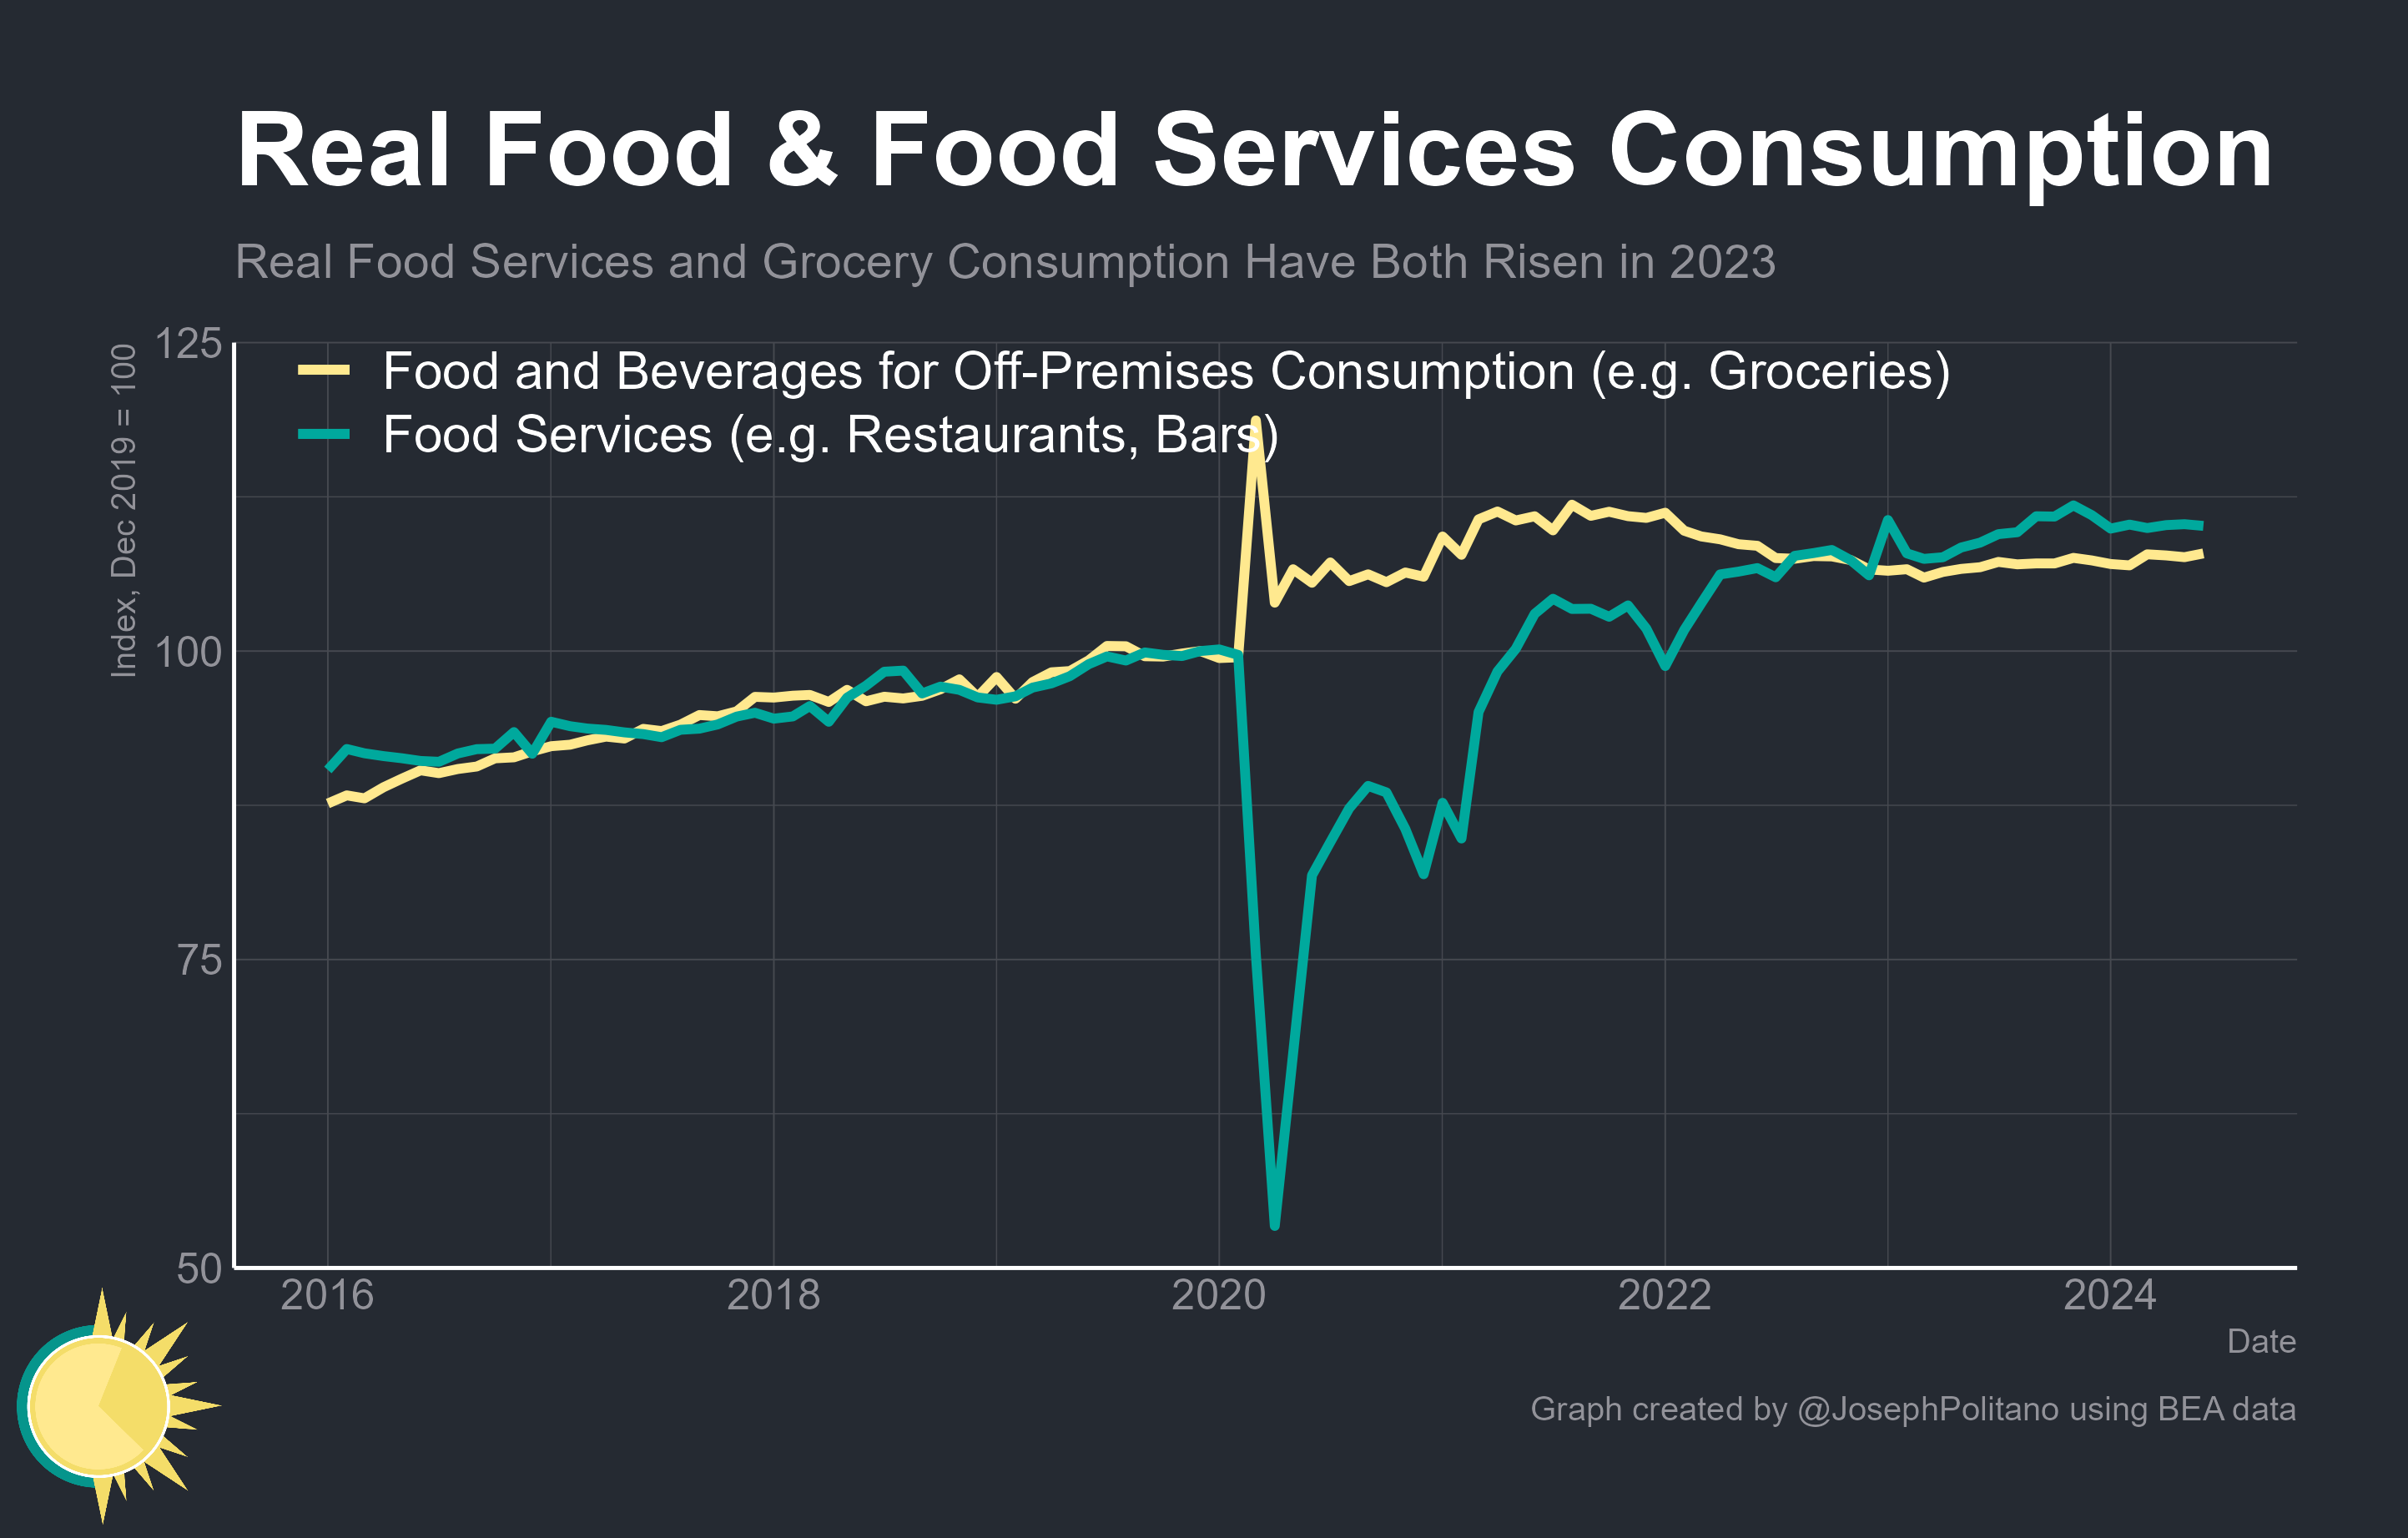 Real Food & Food Services Consumption
Real Food Services and Grocery Consumption Have Both Risen in 2023
Index, Dec 2019 = 100
125
100
75
50
Food and Beverages for Off-Premises Consumption (e.g. Groceries)
Food Services (e.g. Restaurants, Bars)
2016
2018
2020
2022
2024
Date
Graph created by @JosephPolitano using BEA data